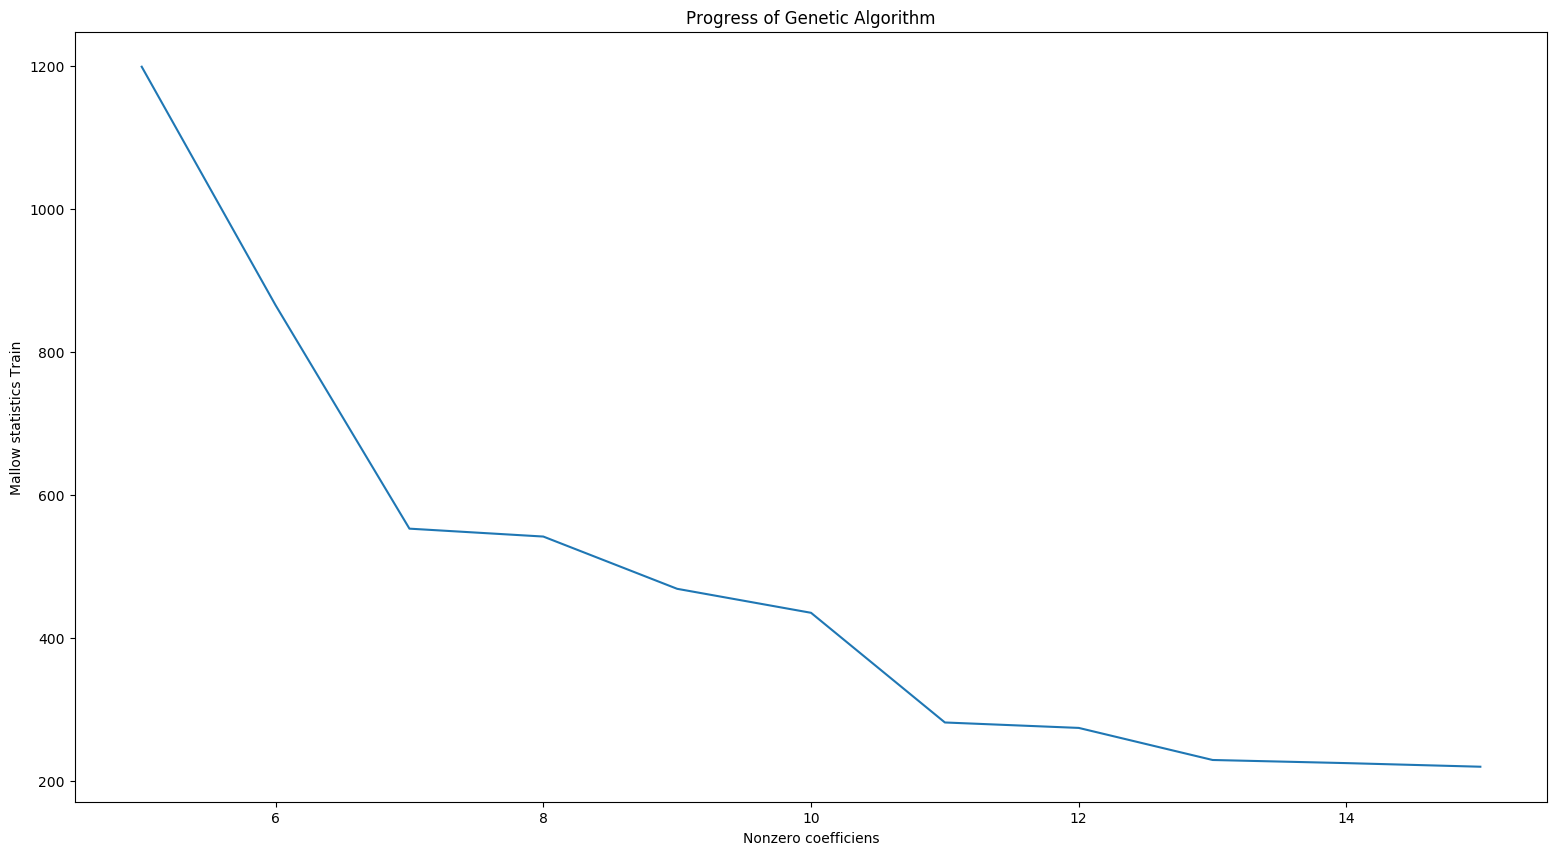 Progress of Genetic Algorithm
1200
1000
800
600
400
200
Mallow statistics Train
6 8 10 12 14
Nonzero coefficiens